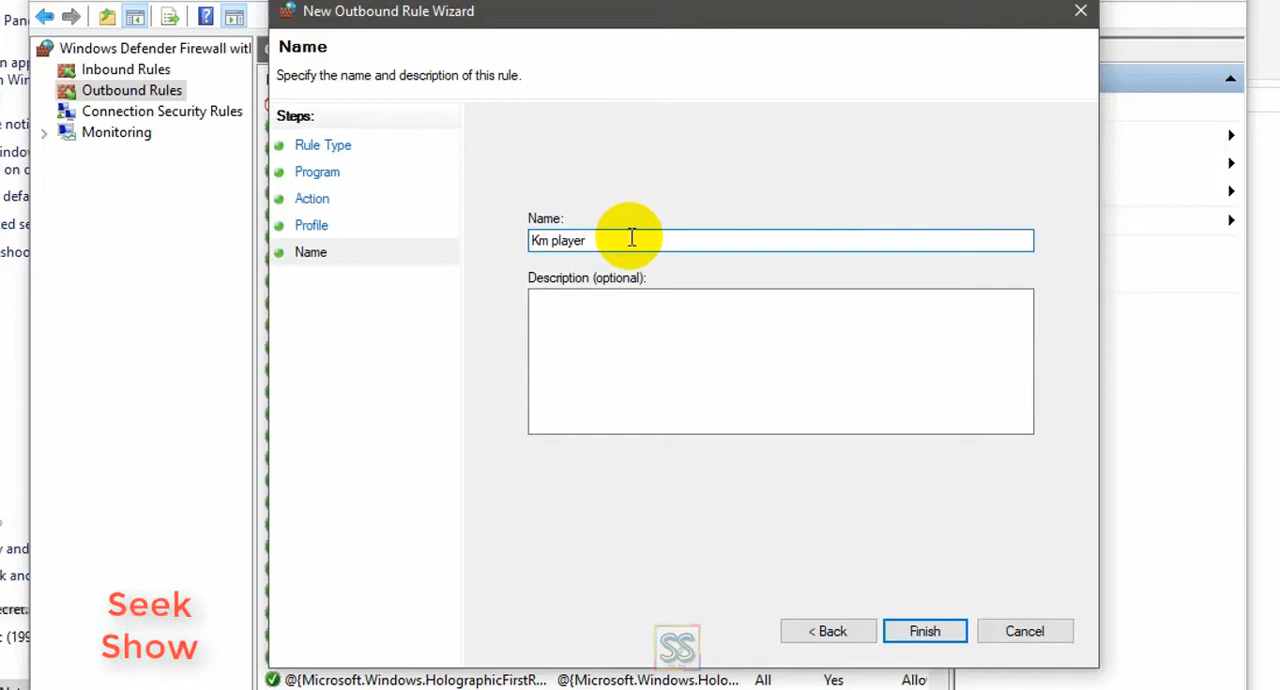 New Outbound Rule Wizard
Name
Specify the name and description of this rule.
Windows Defender Firewall wit
Inbound Rules
Outbound Rules
Connection Security Rules
Monitoring
Steps:
Rule Type
Program
Action
Profile
Name
Name:
Km player
Description (optional):
< Back
Finish
Cancel
Seek
Show
SS
@{Microsoft.Windows.HolographicFirstR... @{Microsoft.Windows.Holo... All Yes Allo